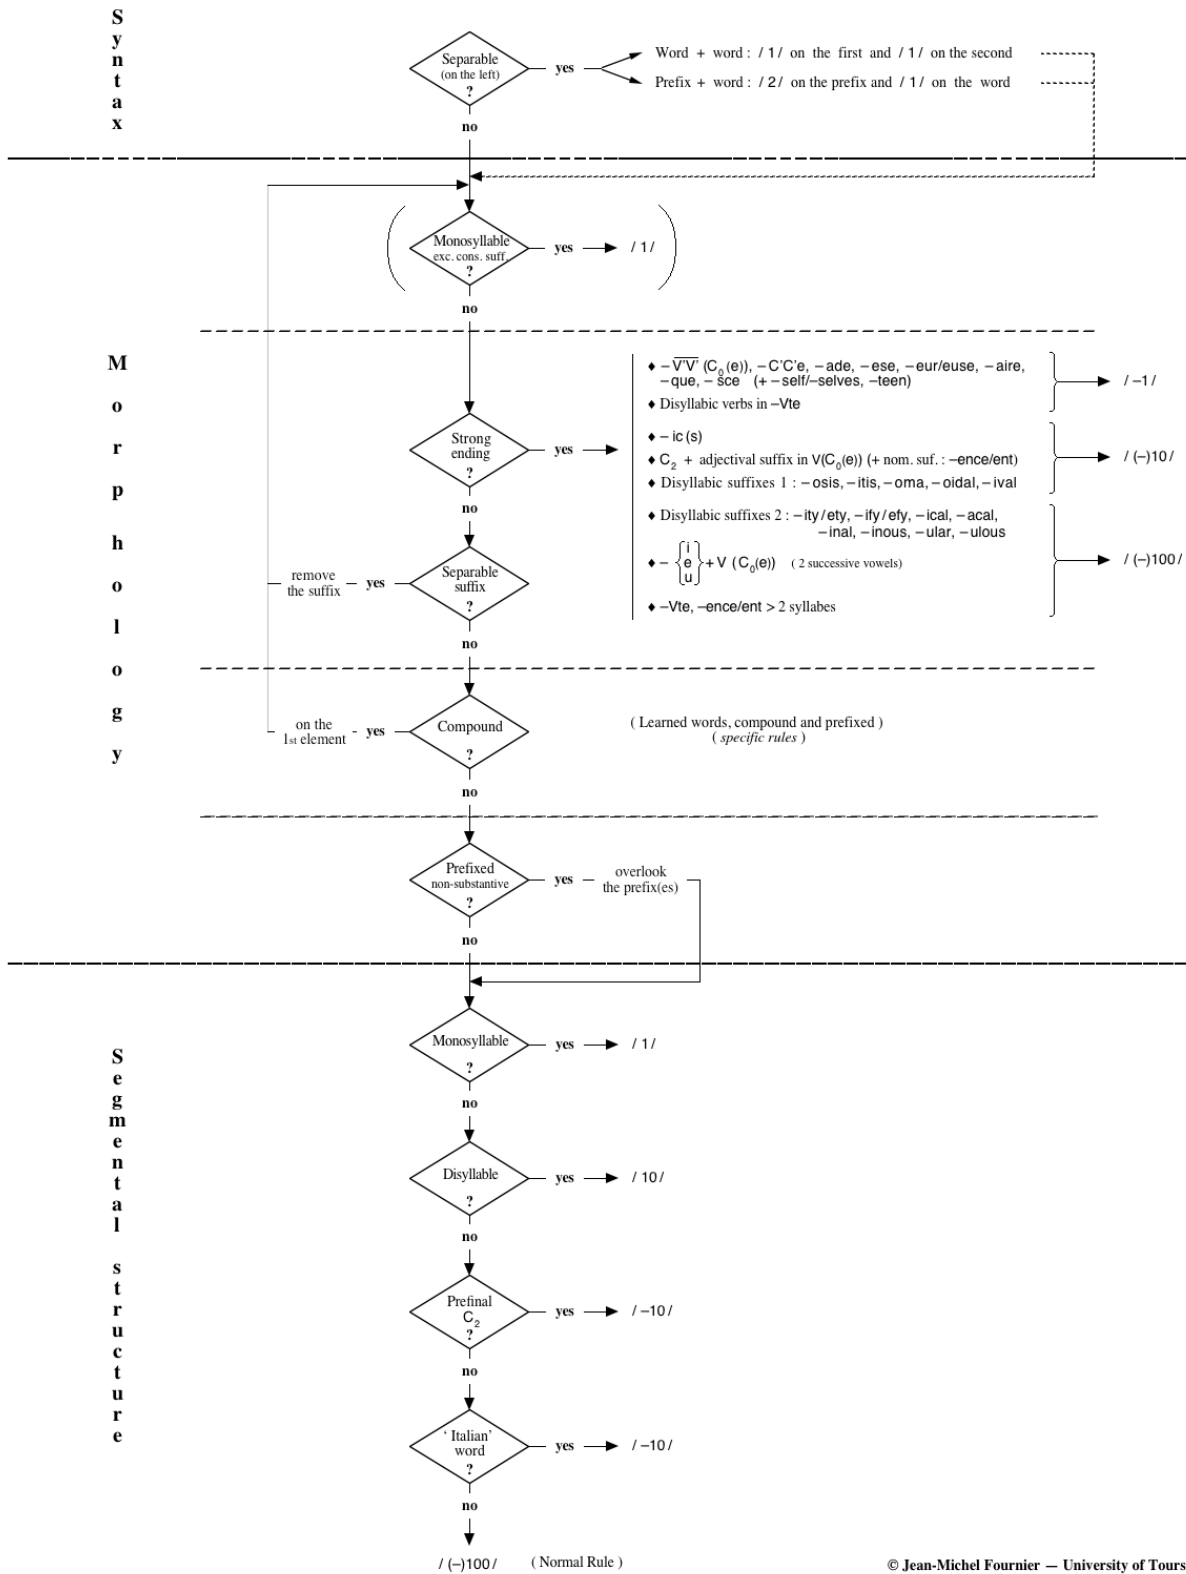 Syntax
Separable
(on the left)
?
yes
Word + word : / 1 / on the first and / 1 / on the second
Prefix + word : / 2 / on the prefix and / 1 / on the word
no
Monosyllable
exc. cons. suff.
?
yes
/ 1 /
no
Morphology
Strong
ending
?
yes
♦ – V'V' (C0 (e)), – C'C'e, – ade, – ese, – eur/euse, – aire,
–que, – sce (+ –self/–selves, –teen)
♦ Disyllabic verbs in –Vte
/ –1 /
♦ – ic (s)
♦ C2 + adjectival suffix in V(C0(e)) (+ nom. suf. : –ence/ent)
♦ Disyllabic suffixes 1 : – osis, – itis, – oma, – oidal, – ival
/ (–)10 /
♦ Disyllabic suffixes 2 : – ity / ety, – ify / efy, – ical, – acal,
–inal, –inous, – ular, –ulous
♦ – { i e u } + V (C0(e)) ( 2 successive vowels)
♦ –Vte, –ence/ent > 2 syllabes
/ (–)100 /
no
Separable
suffix
?
yes
remove
the suffix
no
Compound
?
yes
on the
1st element
( Learned words, compound and prefixed )
( specific rules )
no
Prefixed
non-substantive
?
yes
overlook
the prefix(es)
no
Segmental structure
Monosyllable
?
yes
/ 1 /
no
Disyllable
?
yes
/ 10 /
no
Prefinal
C2
?
yes
/ –10 /
no
‘ Italian’
word
?
yes
/ –10 /
no
/ (–)100 / ( Normal Rule )
© Jean-Michel Fournier — University of Tours